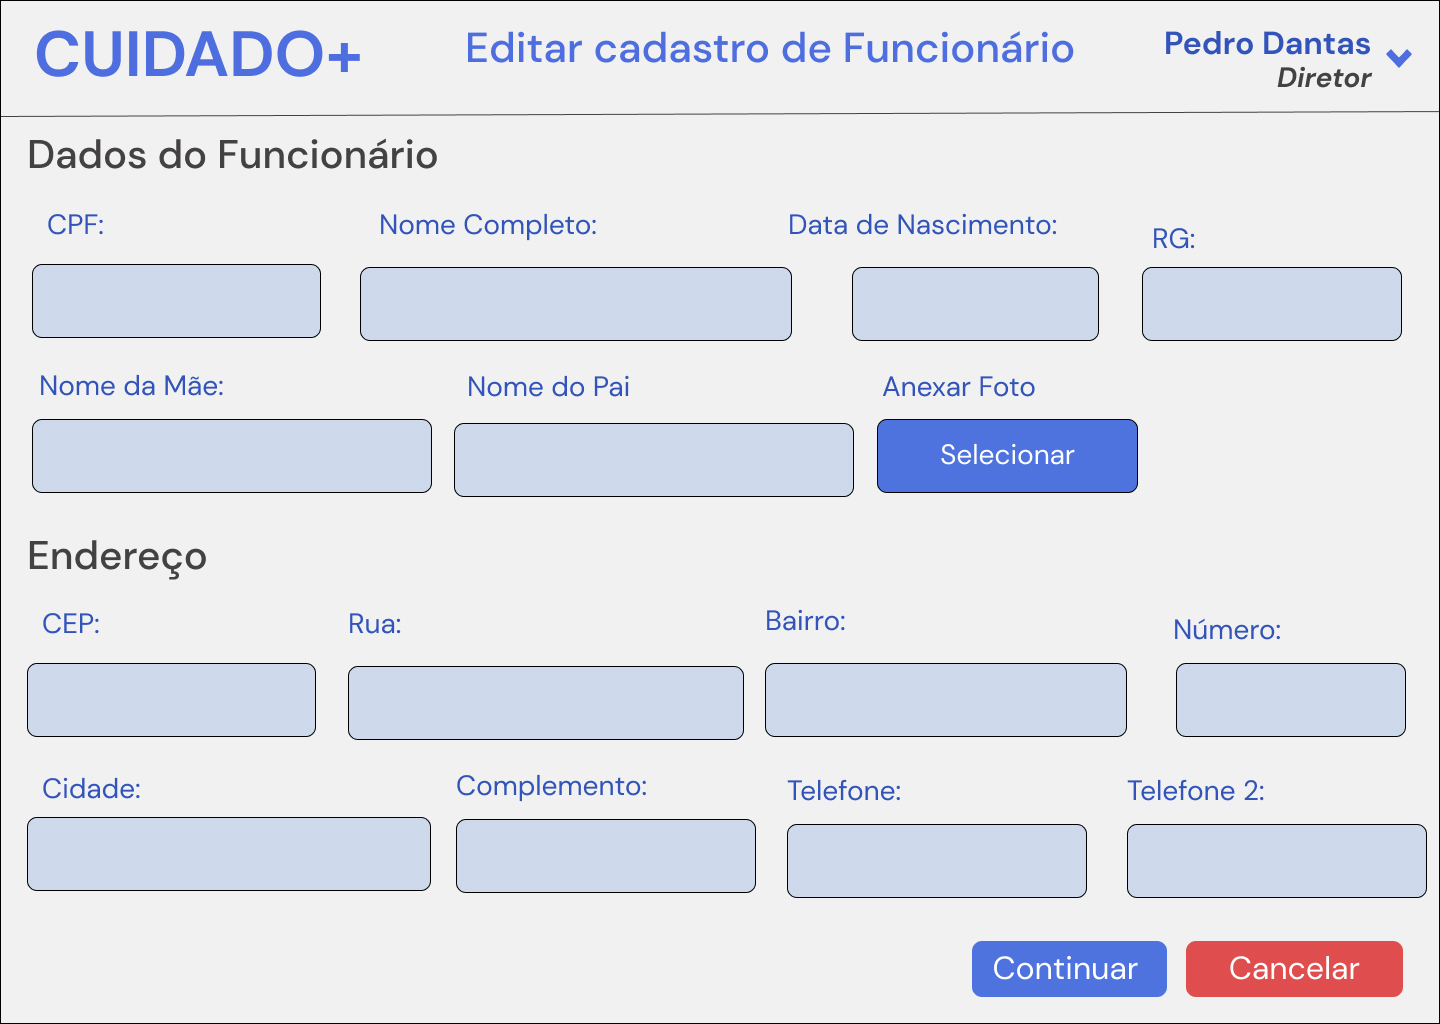 CUIDADO+
Editar cadastro de Funcionário
Pedro Dantas
Diretor
Dados do Funcionário
CPF:
Nome Completo:
Data de Nascimento:
RG:
Nome da Mãe:
Nome do Pai
Anexar Foto
Selecionar
Endereço
CEP:
Rua:
Bairro:
Número:
Cidade:
Complemento:
Telefone:
Telefone 2:
Continuar
Cancelar